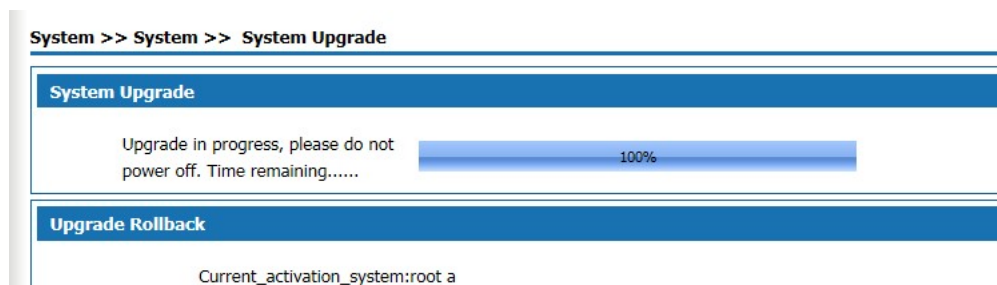 System >> System >> System Upgrade
System Upgrade
Upgrade in progress, please do not
power off. Time remaining......
100%
Upgrade Rollback
Current_activation_system:root a